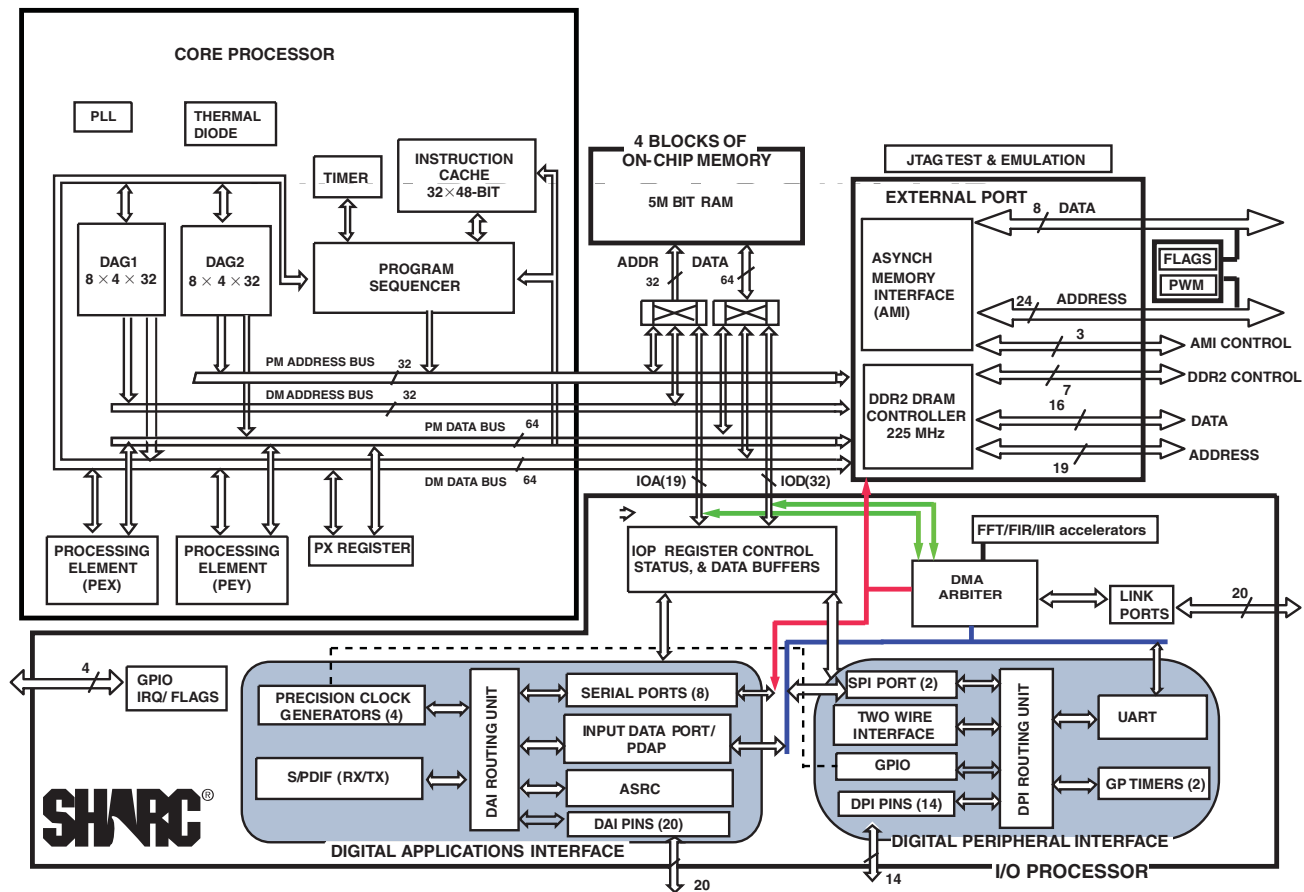 CORE PROCESSOR
PLL
THERMAL
DIODE
TIMER
INSTRUCTION
CACHE
32 × 48-BIT
DAG1
8 × 4 × 32
DAG2
8 × 4 × 32
PROGRAM
SEQUENCER
PM ADDRESS BUS
32
DM ADDRESS BUS
32
PM DATA BUS
64
DM DATA BUS
64
PROCESSING
ELEMENT
(PEX)
PROCESSING
ELEMENT
(PEY)
PX REGISTER
4 BLOCKS OF
ON-CHIP MEMORY
5M BIT RAM
ADDR
32
DATA
64
IOA(19)
IOD(32)
JTAG TEST & EMULATION
EXTERNAL PORT
ASYNCH
MEMORY
INTERFACE
(AMI)
8
DATA
FLAGS
PWM
24
ADDRESS
3
AMI CONTROL
DDR2 CONTROL
7
DDR2 DRAM
CONTROLLER
225 MHz
16
DATA
19
ADDRESS
IOP REGISTER CONTROL
STATUS, & DATA BUFFERS
FFT/FIR/IIR accelerators
DMA
ARBITER
LINK
PORTS
20
4
GPIO
IRQ/ FLAGS
PRECISION CLOCK
GENERATORS (4)
S/PDIF (RX/TX)
DAI ROUTING UNIT
SERIAL PORTS (8)
INPUT DATA PORT/
PDAP
ASRC
DAI PINS (20)
DIGITAL APPLICATIONS INTERFACE
20
SPI PORT (2)
TWO WIRE
INTERFACE
GPIO
DPI PINS (14)
DPI ROUTING UNIT
UART
GP TIMERS (2)
DIGITAL PERIPHERAL INTERFACE
14
I/O PROCESSOR
SHARC®